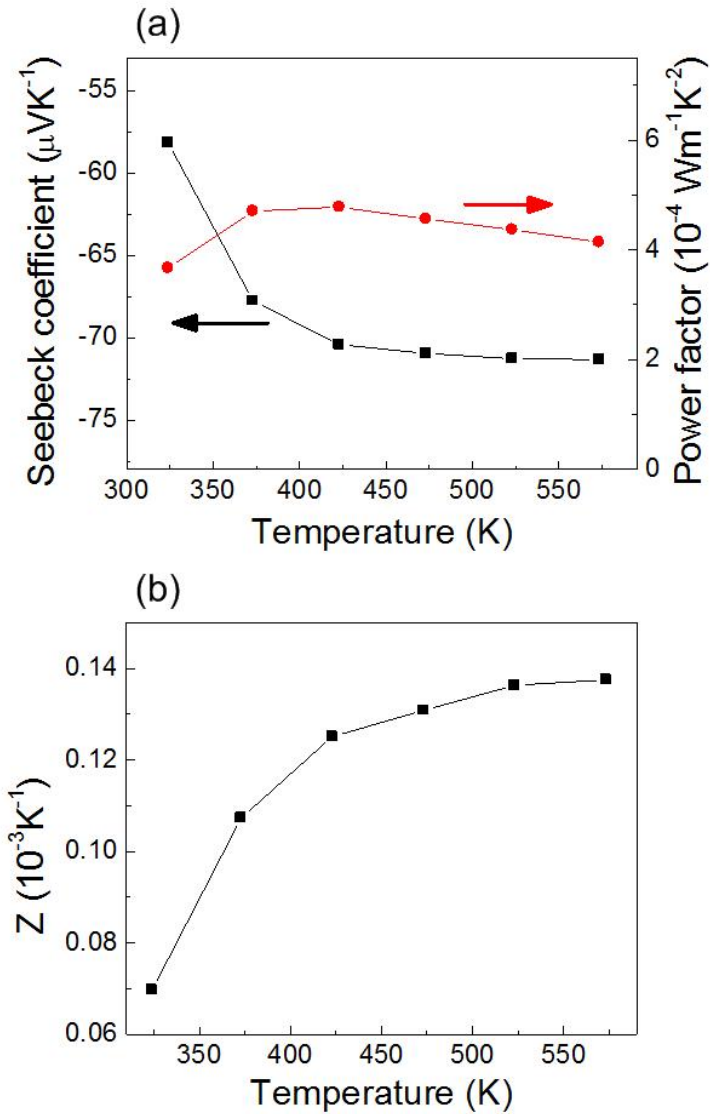 (a)
Seebeck coefficient (μVK⁻¹)
-55
-60
-65
-70
-75
6
4
2
0
Power factor (10⁻⁴ Wm⁻¹K⁻²)
300 350 400 450 500 550
Temperature (K)
(b)
Z (10⁻³K⁻¹)
0.14
0.12
0.10
0.08
0.06
350 400 450 500 550
Temperature (K)